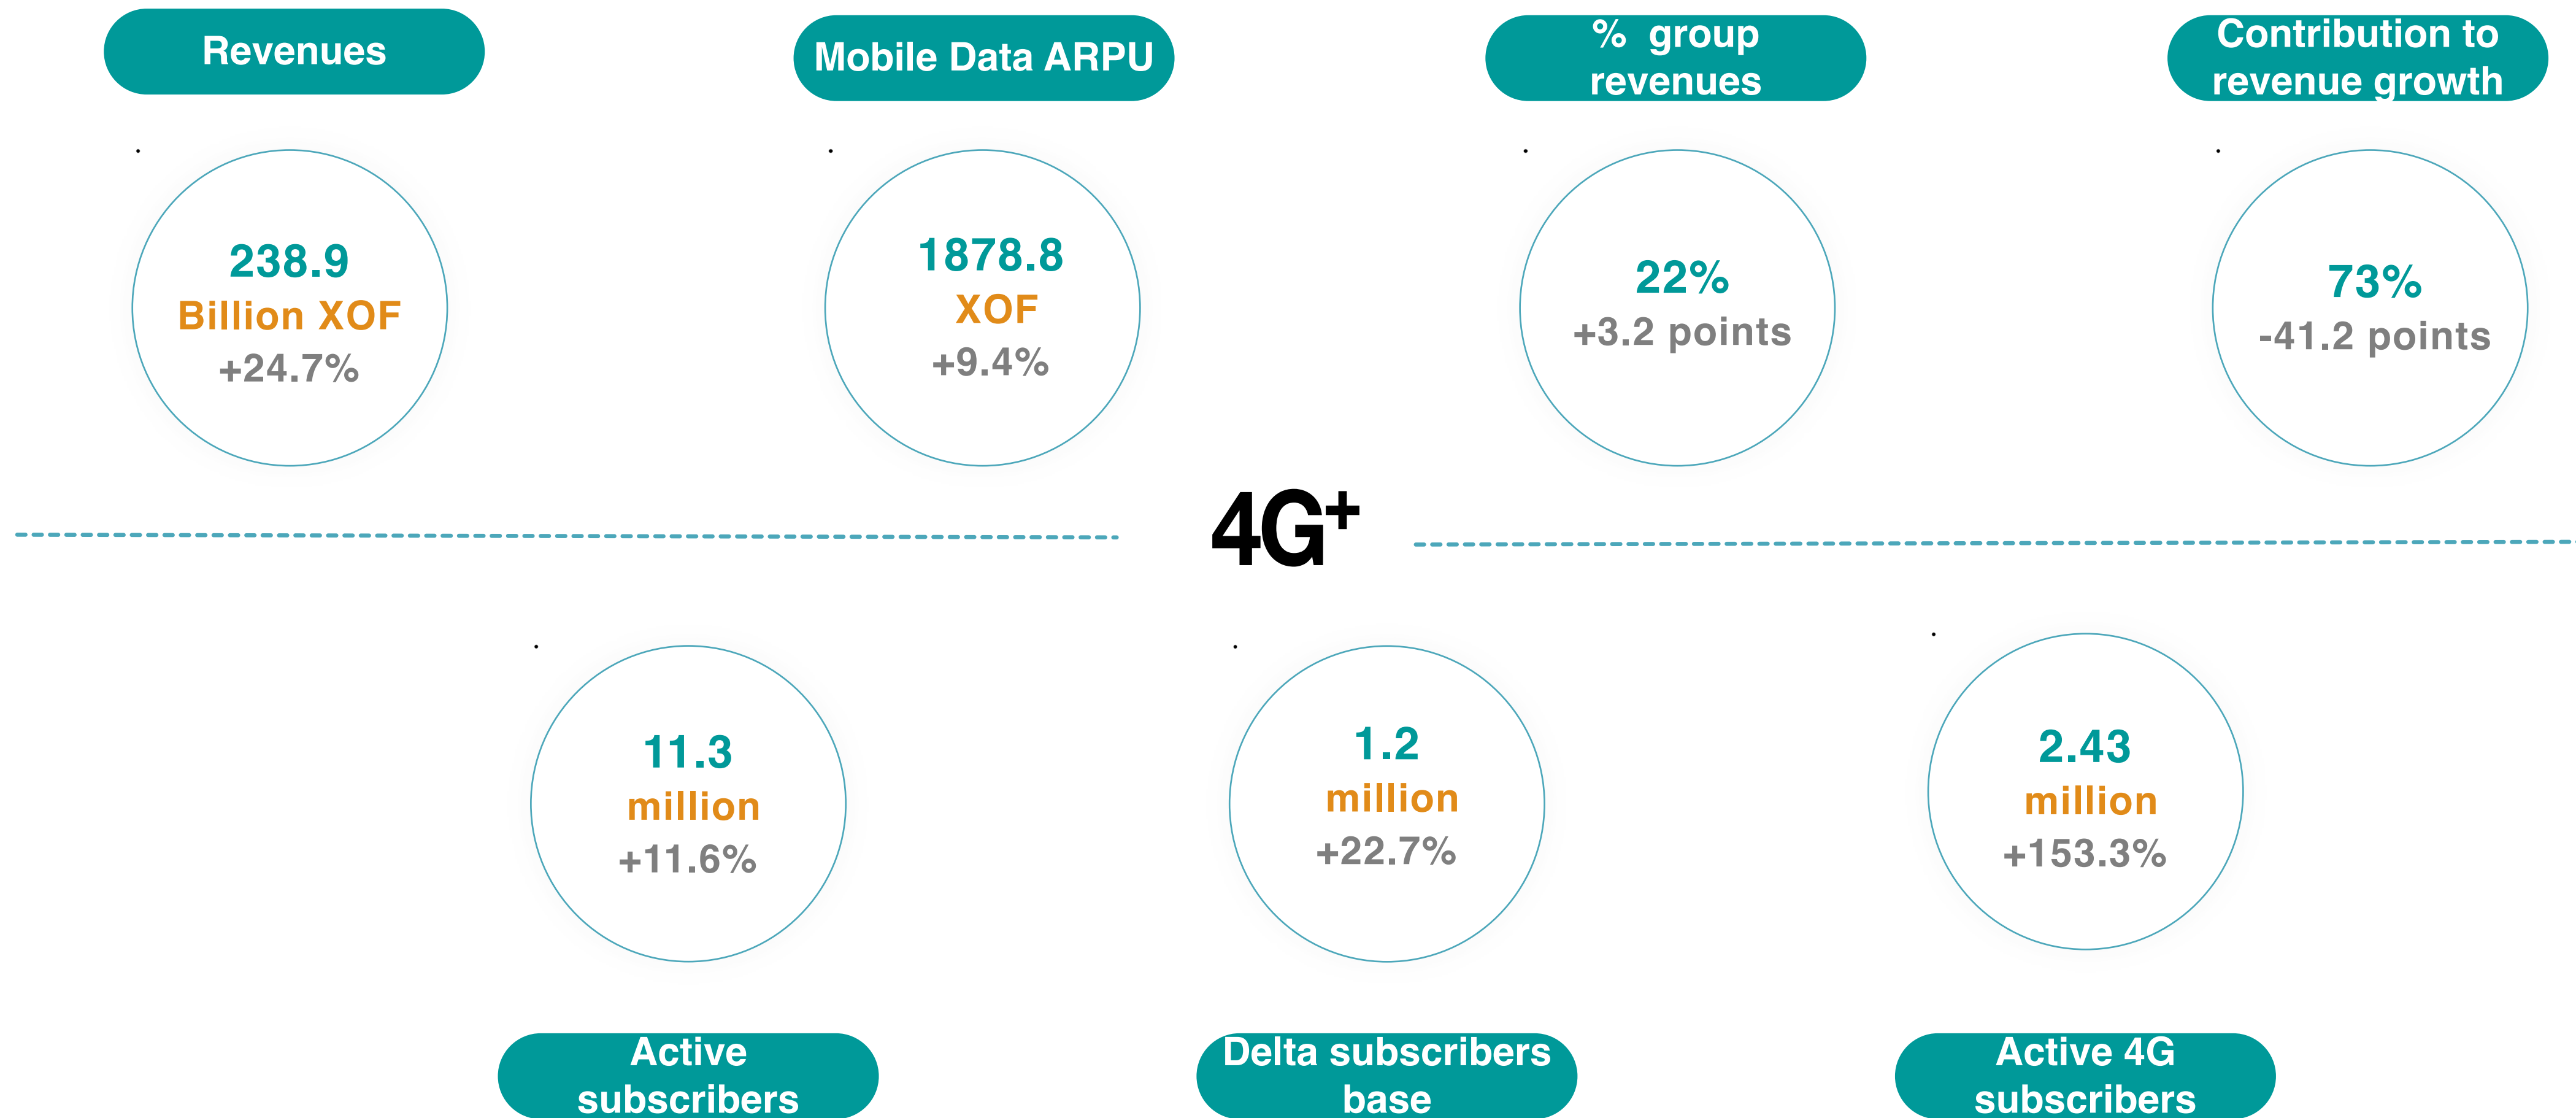 Revenues
Mobile Data ARPU
% group
revenues
Contribution to
revenue growth
238.9
Billion XOF
+24.7%
1878.8
XOF
+9.4%
22%
+3.2 points
73%
-41.2 points
4G+
11.3
million
+11.6%
1.2
million
+22.7%
2.43
million
+153.3%
Active
subscribers
Delta subscribers
base
Active 4G
subscribers